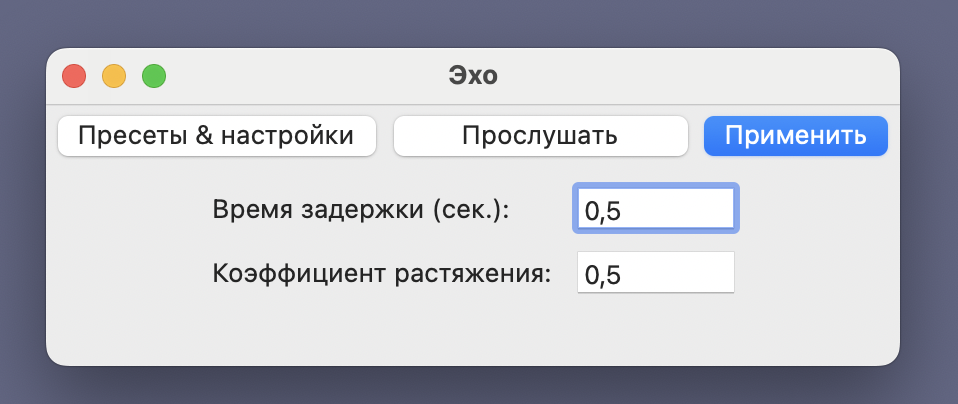 Эхо
Пресеты & настройки Прослушать Применить
Время задержки (сек.): 0,5
Коэффициент растяжения: 0,5